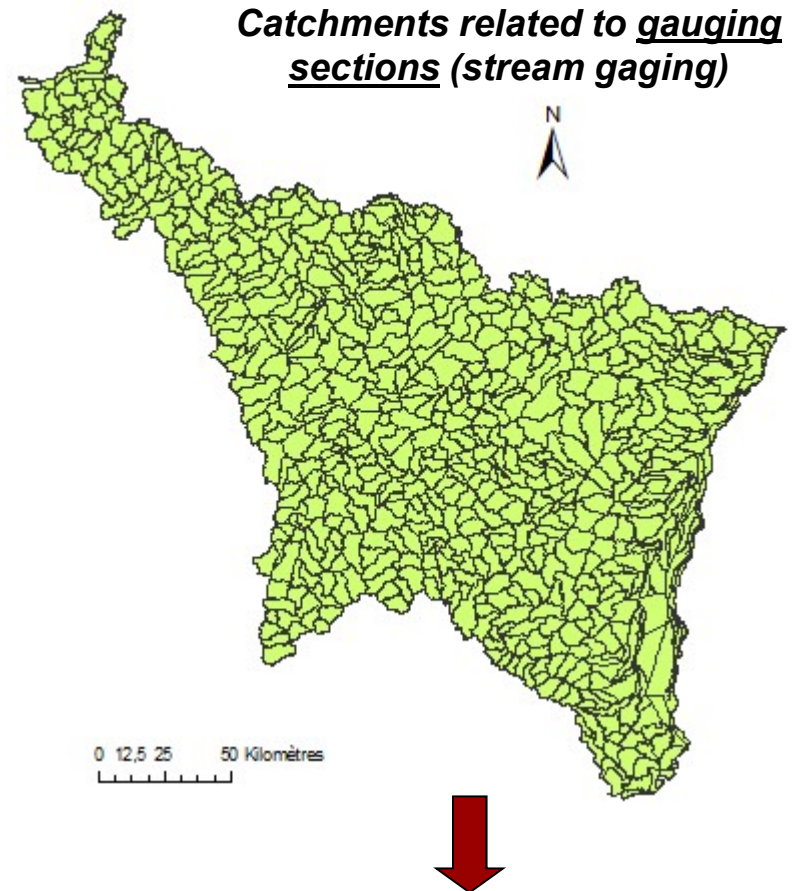 Catchments related to gauging
sections (stream gaging)
N
0 12,5 25 50 Kilomètres